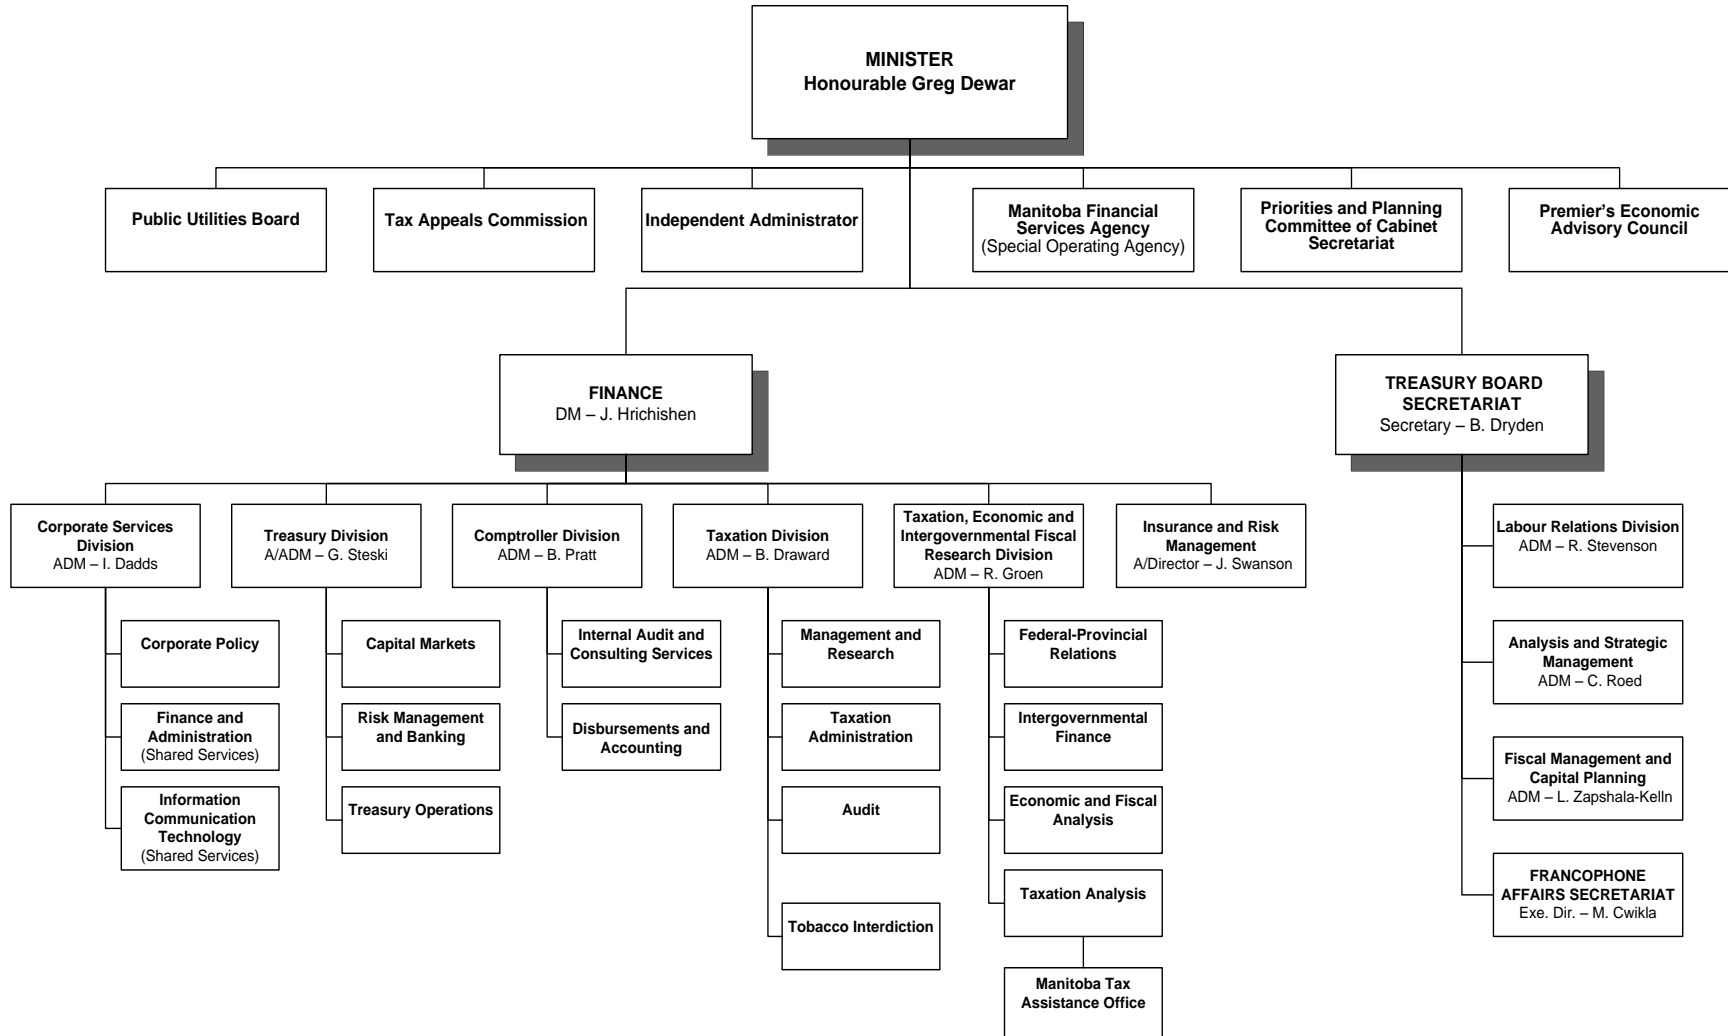 MINISTER
Honourable Greg Dewar
Public Utilities Board
Tax Appeals Commission
Independent Administrator
Manitoba Financial
Services Agency
(Special Operating Agency)
Priorities and Planning
Committee of Cabinet
Secretariat
Premier's Economic
Advisory Council
FINANCE
DM – J. Hrichishen
TREASURY BOARD
SECRETARIAT
Secretary – B. Dryden
Corporate Services
Division
ADM – I. Dadds
Treasury Division
A/ADM – G. Steski
Comptroller Division
ADM – B. Pratt
Taxation Division
ADM – B. Draward
Taxation, Economic and
Intergovernmental Fiscal
Research Division
ADM – R. Groen
Insurance and Risk
Management
A/Director – J. Swanson
Labour Relations Division
ADM – R. Stevenson
Corporate Policy
Capital Markets
Internal Audit and
Consulting Services
Management and
Research
Federal-Provincial
Relations
Analysis and Strategic
Management
ADM – C. Roed
Finance and
Administration
(Shared Services)
Risk Management
and Banking
Disbursements and
Accounting
Taxation
Administration
Intergovernmental
Finance
Fiscal Management and
Capital Planning
ADM – L. Zapshala-Kelln
Information
Communication
Technology
(Shared Services)
Treasury Operations
Audit
Economic and Fiscal
Analysis
Taxation Analysis
FRANCOPHONE
AFFAIRS SECRETARIAT
Exe. Dir. – M. Cwikla
Tobacco Interdiction
Manitoba Tax
Assistance Office